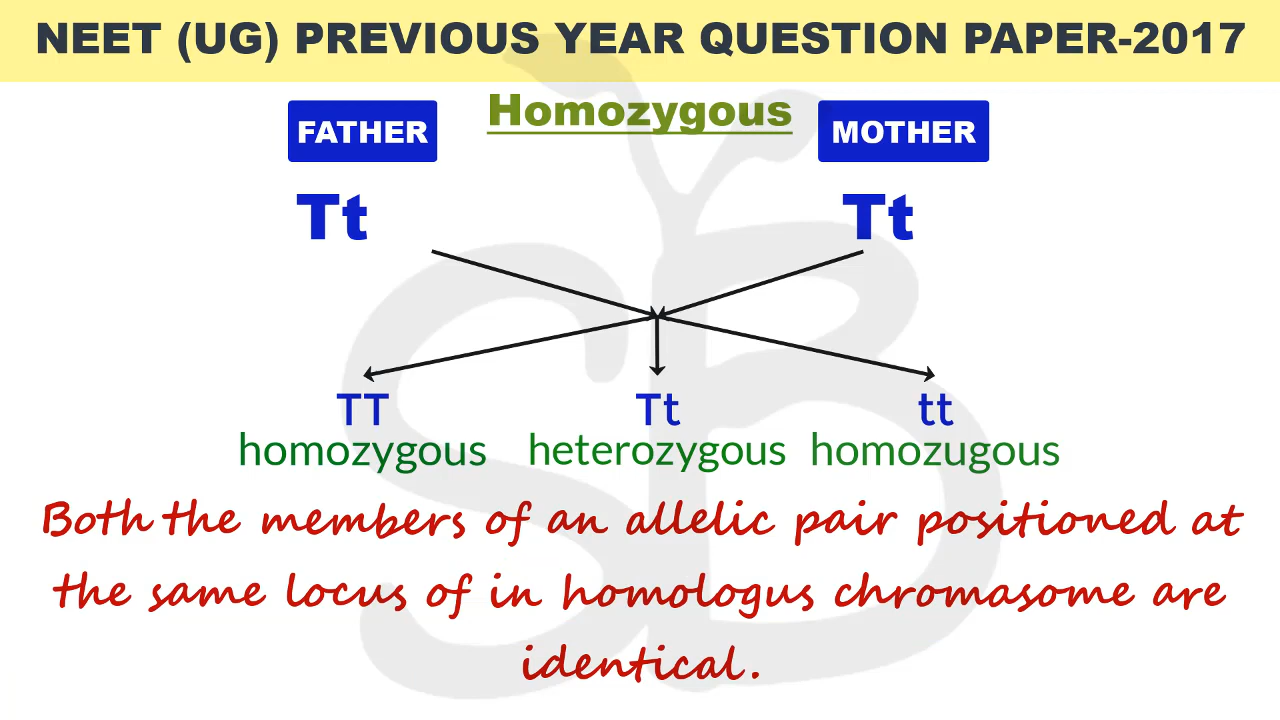 NEET (UG) PREVIOUS YEAR QUESTION PAPER-2017
Homozygous
FATHER MOTHER
Tt Tt
TT Tt tt
homozygous heterozygous homozugous
Both the members of an allelic pair positioned at
the same locus of in homologus chromasome are
identical.
SB